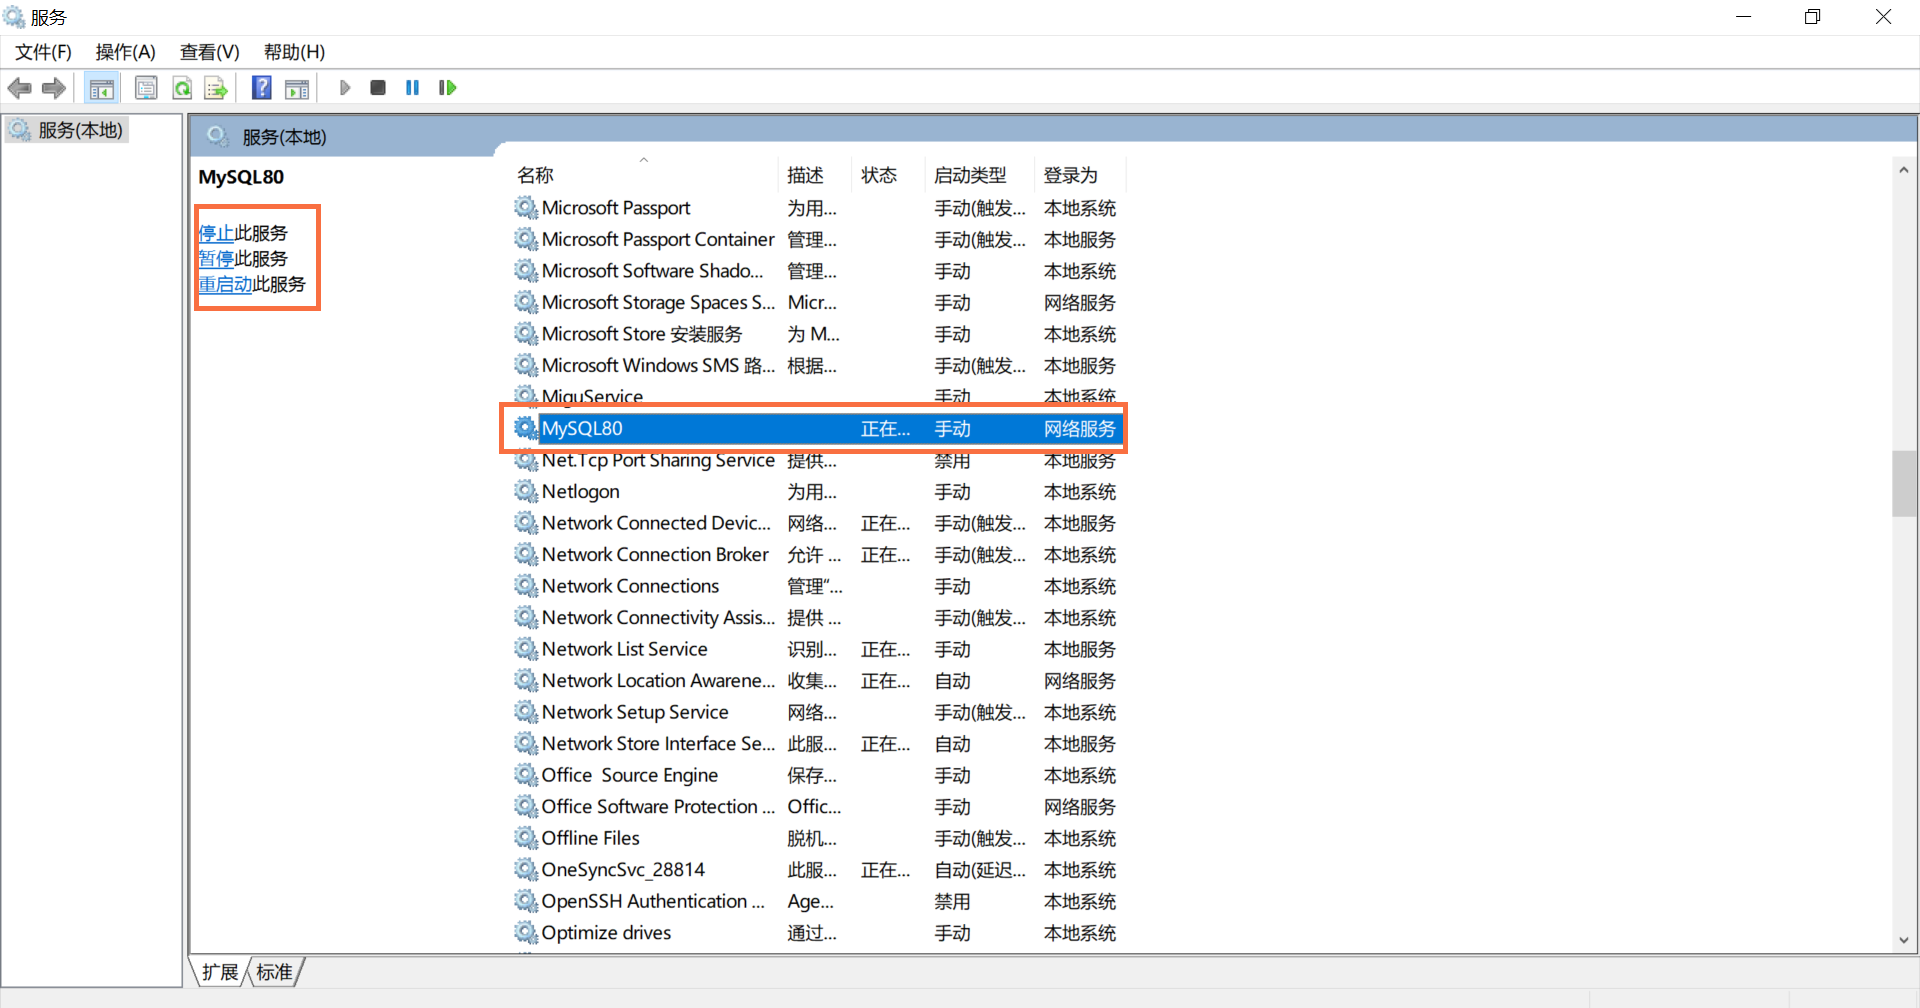 服务
文件(F) 操作(A) 查看(V) 帮助(H)
服务(本地)
服务(本地)
MySQL80
停止此服务
暂停此服务
重启动此服务
名称 描述 状态 启动类型 登录为
Microsoft Passport 为用... 手动(触发... 本地系统
Microsoft Passport Container 管理... 手动(触发... 本地服务
Microsoft Software Shado... 管理... 手动 本地系统
Microsoft Storage Spaces S... Micr... 手动 网络服务
Microsoft Store 安装服务 为 M... 手动 本地系统
Microsoft Windows SMS 路... 根据... 手动(触发... 本地服务
MiguService 手动 本地系统
MySQL80 正在... 手动 网络服务
Net.Tcp Port Sharing Service 提供... 禁用 本地服务
Netlogon 为用... 手动 本地系统
Network Connected Devic... 网络... 正在... 手动(触发... 本地服务
Network Connection Broker 允许 ... 正在... 手动(触发... 本地系统
Network Connections 管理“... 手动 本地系统
Network Connectivity Assis... 提供 ... 手动(触发... 本地系统
Network List Service 识别... 正在... 手动 本地服务
Network Location Awarene... 收集... 正在... 自动 网络服务
Network Setup Service 网络... 手动(触发... 本地系统
Network Store Interface Se... 此服... 正在... 自动 本地服务
Office  Source Engine 保存... 手动 本地系统
Office Software Protection ... Offic... 手动 网络服务
Offline Files 脱机... 手动(触发... 本地系统
OneSyncSvc_28814 此服... 正在... 自动(延迟... 本地系统
OpenSSH Authentication ... Age... 禁用 本地系统
Optimize drives 通过... 手动 本地系统
扩展 标准